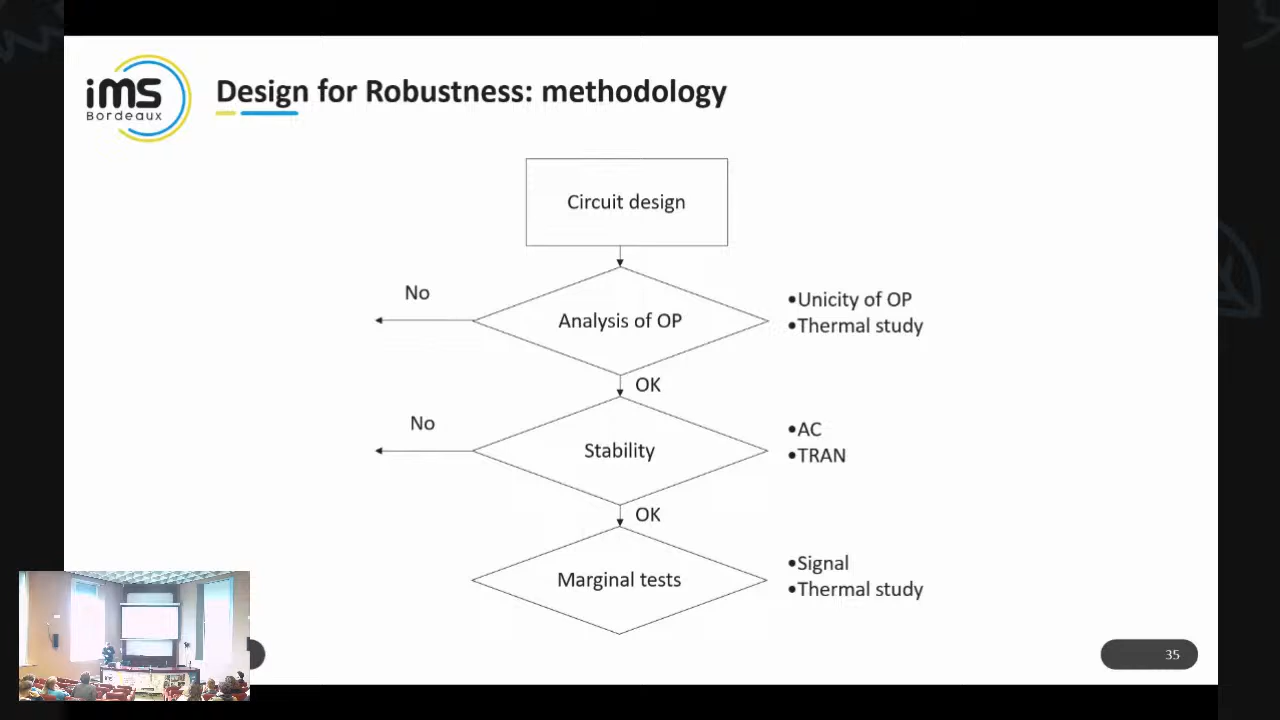 iMS
Bordeaux
Design for Robustness: methodology
Circuit design
No
Analysis of OP
•Unicity of OP
•Thermal study
OK
No
Stability
•AC
•TRAN
OK
Marginal tests
•Signal
•Thermal study
35